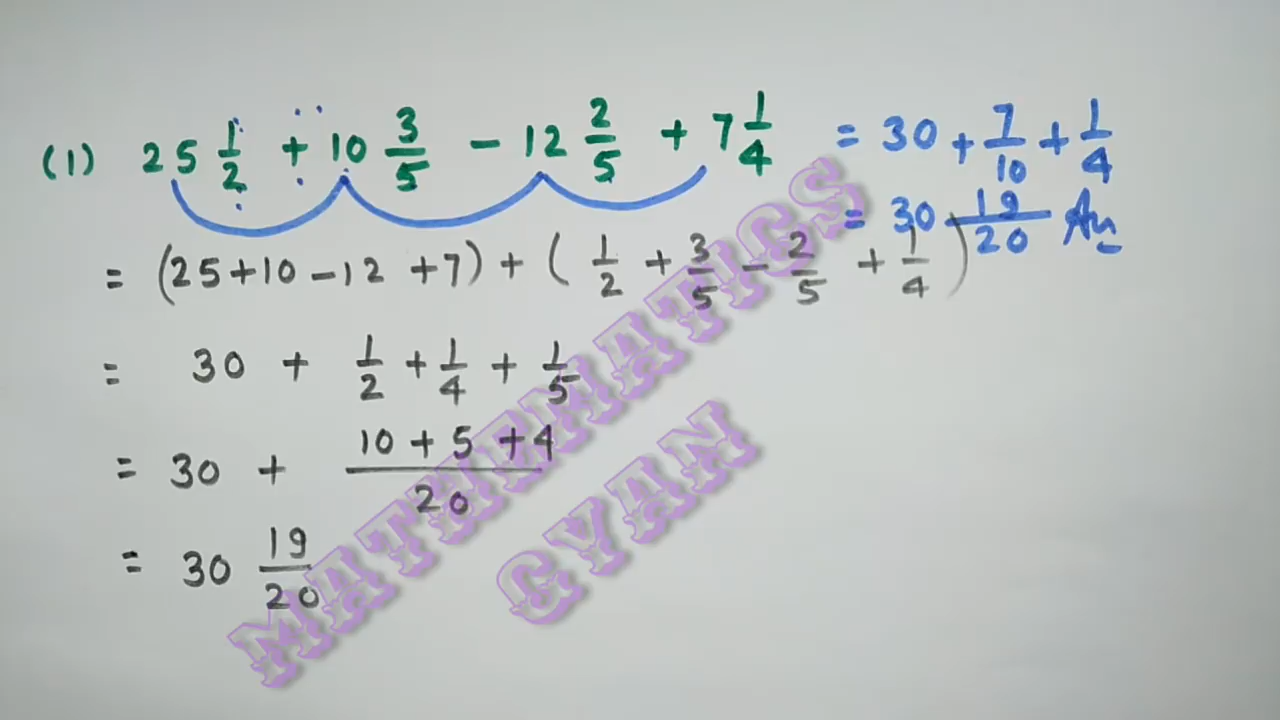 (1) 25 1/2 + 10 3/5 - 12 2/5 + 7 1/4 = 30 + 7/10 + 1/4
= 30 19/20 An
= (25+10-12+7) + (1/2 + 3/5 - 2/5 + 1/4)
= 30 + 1/2 + 1/4 + 1/5
= 30 + (10+5+4)/20
= 30 19/20
MATHEMATICS
GYAN